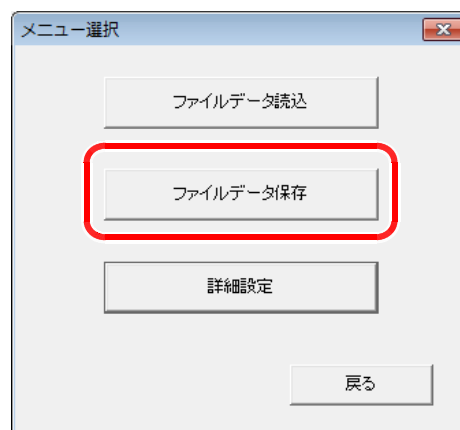 メニュー選択
ファイルデータ読込
ファイルデータ保存
詳細設定
戻る